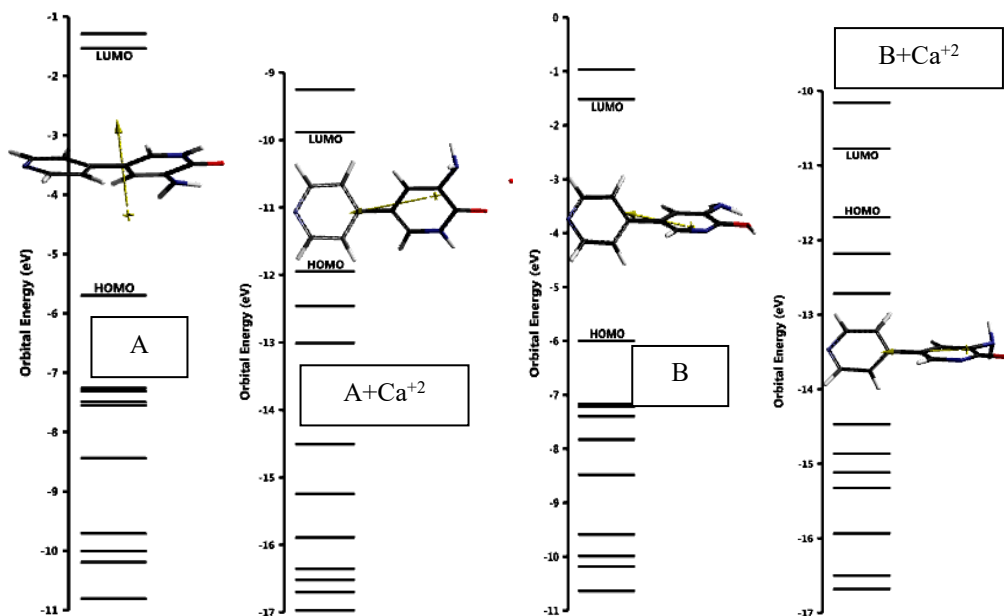 -1
LUMO
-2
-3
-4
-5
HOMO
-6
-7
-8
-9
-10
-11
Orbital Energy (eV)
A
-9
LUMO
-10
-11
HOMO
-12
-13
-14
-15
-16
-17
Orbital Energy (eV)
A+Ca+2
0
-1
LUMO
-2
-3
-4
-5
HOMO
-6
-7
-8
-9
-10
-11
Orbital Energy (eV)
B
B+Ca+2
-10
LUMO
-11
HOMO
-12
-13
-14
-15
-16
-17
Orbital Energy (eV)